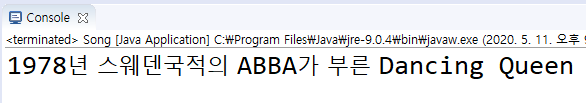 Console
<terminated> Song [Java Application] C:₩Program Files₩Java₩jre-9.0.4₩bin₩javaw.exe (2020. 5. 11. 오후
1978년 스웨덴국적의 ABBA가 부른 Dancing Queen